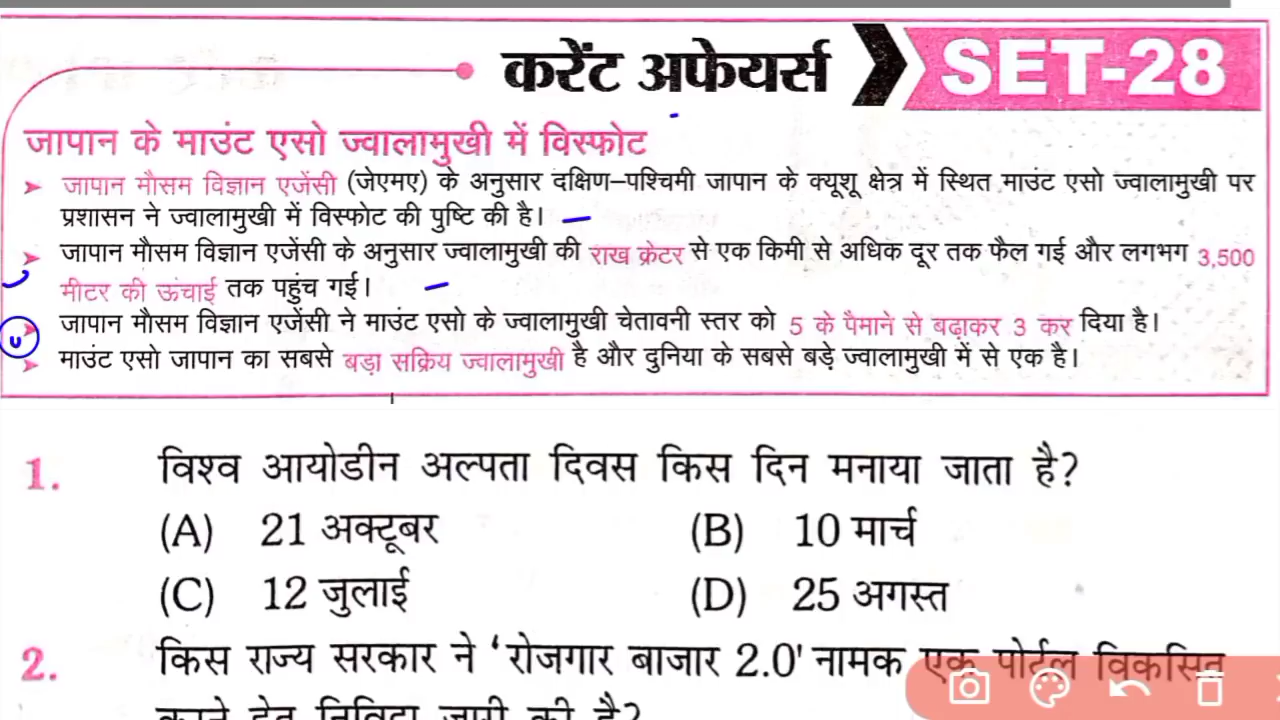 करेंट अफेयर्स SET-28
जापान के माउंट एसो ज्वालामुखी में विस्फोट
➤ जापान मौसम विज्ञान एजेंसी (जेएमए) के अनुसार दक्षिण–पश्चिमी जापान के क्यूशू क्षेत्र में स्थित माउंट एसो ज्वालामुखी पर
प्रशासन ने ज्वालामुखी में विस्फोट की पुष्टि की है।
➤ जापान मौसम विज्ञान एजेंसी के अनुसार ज्वालामुखी की राख क्रेटर से एक किमी से अधिक दूर तक फैल गई और लगभग 3,500
मीटर की ऊंचाई तक पहुंच गई।
➤ जापान मौसम विज्ञान एजेंसी ने माउंट एसो के ज्वालामुखी चेतावनी स्तर को 5 के पैमाने से बढ़ाकर 3 कर दिया है।
➤ माउंट एसो जापान का सबसे बड़ा सक्रिय ज्वालामुखी है और दुनिया के सबसे बड़े ज्वालामुखी में से एक है।
1. विश्व आयोडीन अल्पता दिवस किस दिन मनाया जाता है?
(A) 21 अक्टूबर (B) 10 मार्च
(C) 12 जुलाई (D) 25 अगस्त
2. किस राज्य सरकार ने 'रोजगार बाजार 2.0' नामक एक पोर्टल विकसित
करने हेतु निविदा जारी की है?